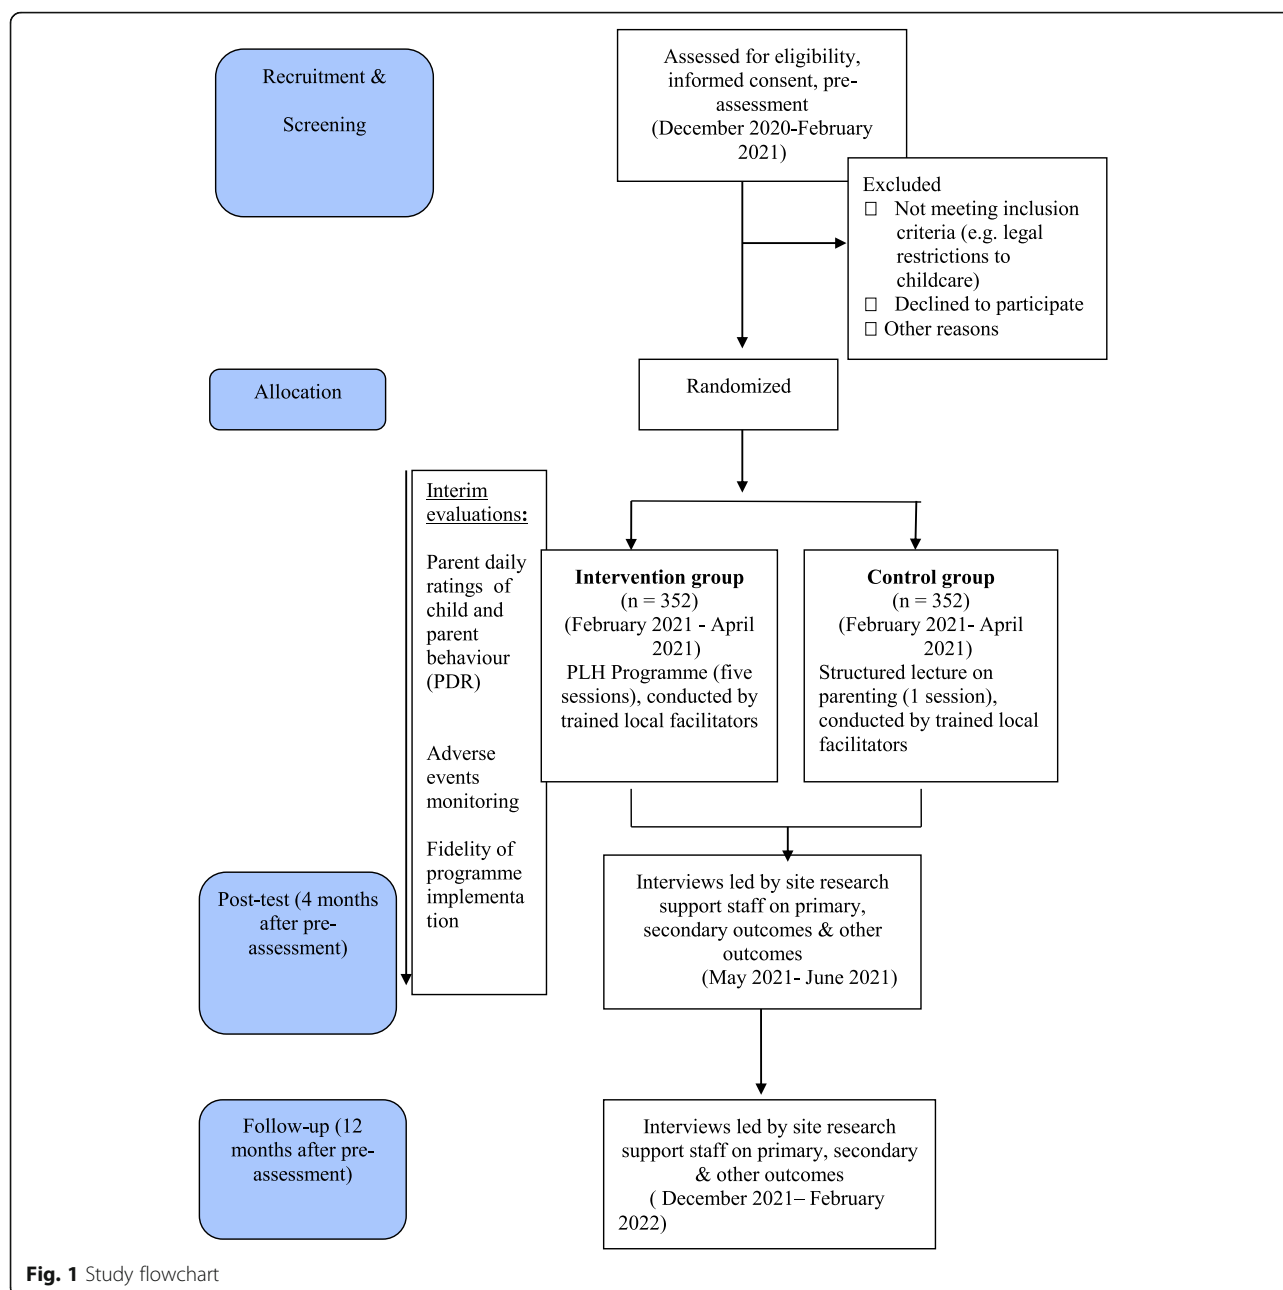 Recruitment &
Screening
Assessed for eligibility,
informed consent, pre-
assessment
(December 2020-February
2021)
Excluded
□ Not meeting inclusion
criteria (e.g. legal
restrictions to
childcare)
□ Declined to participate
□ Other reasons
Allocation
Randomized
Interim
evaluations:
Parent daily
ratings of
child and
parent
behaviour
(PDR)
Adverse
events
monitoring
Fidelity of
programme
implementa
tion
Intervention group
(n = 352)
(February 2021 - April
2021)
PLH Programme (five
sessions), conducted by
trained local facilitators
Control group
(n = 352)
(February 2021- April
2021)
Structured lecture on
parenting (1 session),
conducted by trained local
facilitators
Post-test (4 months
after pre-
assessment)
Interviews led by site research
support staff on primary,
secondary outcomes & other
outcomes
(May 2021- June 2021)
Follow-up (12
months after pre-
assessment)
Interviews led by site research
support staff on primary, secondary
& other outcomes
( December 2021– February
2022)
Fig. 1 Study flowchart